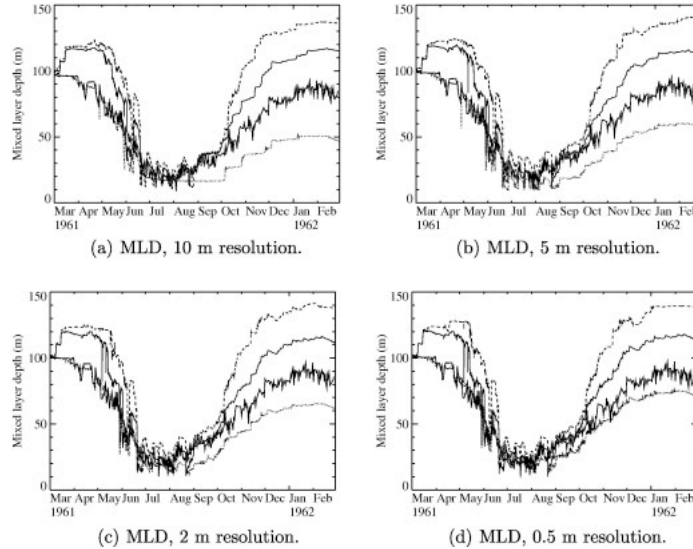 150
100
50
0
Mixed layer depth (m)
Mar Apr May Jun Jul Aug Sep Oct Nov Dec Jan Feb
1961 1962
(a) MLD, 10 m resolution.
150
100
50
0
Mixed layer depth (m)
Mar Apr May Jun Jul Aug Sep Oct Nov Dec Jan Feb
1961 1962
(b) MLD, 5 m resolution.
150
100
50
0
Mixed layer depth (m)
Mar Apr May Jun Jul Aug Sep Oct Nov Dec Jan Feb
1961 1962
(c) MLD, 2 m resolution.
150
100
50
0
Mixed layer depth (m)
Mar Apr May Jun Jul Aug Sep Oct Nov Dec Jan Feb
1961 1962
(d) MLD, 0.5 m resolution.